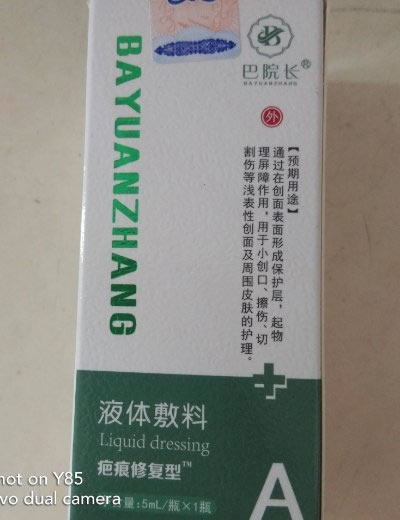 巴院长®
BAYUANZHANG
外
BAYUANZHANG
【预期用途】
通过在创面表面形成保护层，起物
理屏障作用，用于小创口、擦伤、切
割伤等浅表性创面及周围皮肤的护理。
液体敷料
Liquid dressing
疤痕修复型™
量:5mL/瓶×1瓶
A
not on Y85
vo dual camera